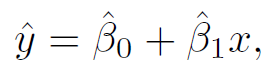 ŷ = β̂₀ + β̂₁x,